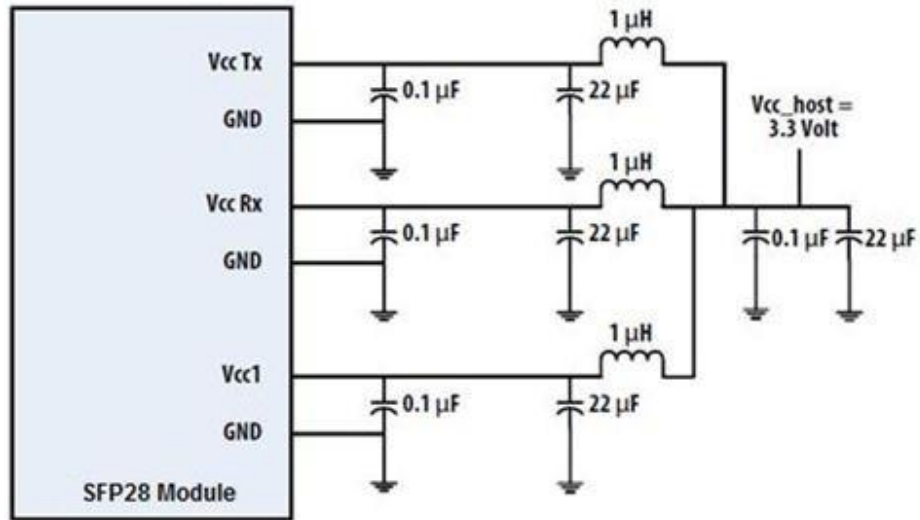 1 μH
Vcc Tx
0.1 μF
22 μF
GND
Vcc_host =
3.3 Volt
1 μH
Vcc Rx
0.1 μF
22 μF
0.1 μF
22 μF
GND
1 μH
Vcc1
0.1 μF
22 μF
GND
SFP28 Module